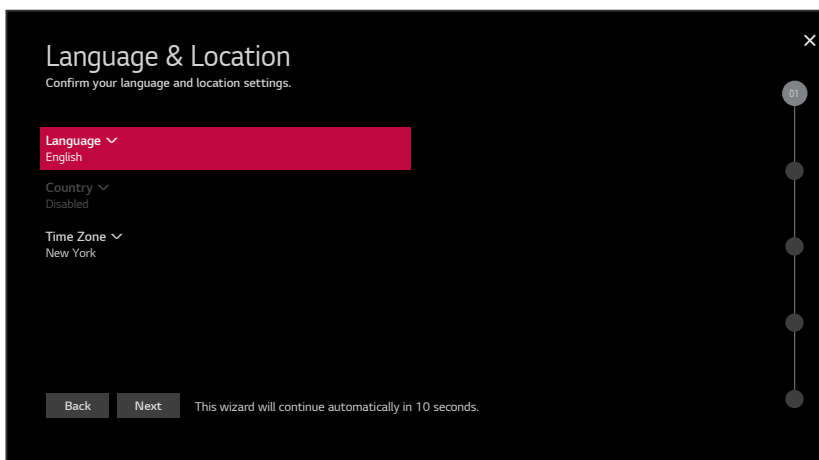 Language & Location
Confirm your language and location settings.
01
Language
English
Country
Disabled
Time Zone
New York
Back
Next
This wizard will continue automatically in 10 seconds.